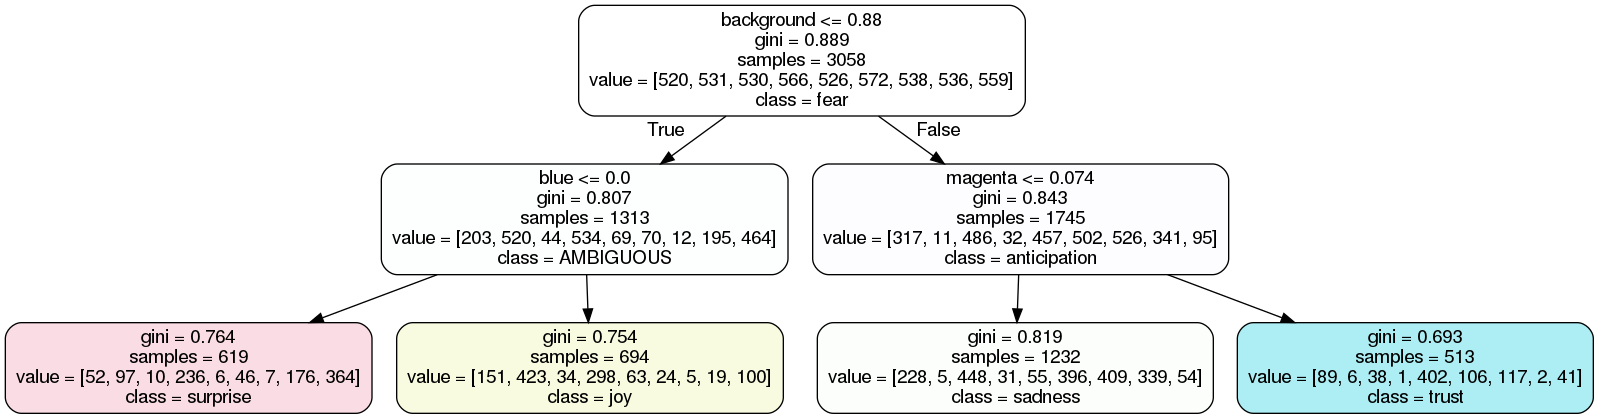 background <= 0.88
gini = 0.889
samples = 3058
value = [520, 531, 530, 566, 526, 572, 538, 536, 559]
class = fear
True
False
blue <= 0.0
gini = 0.807
samples = 1313
value = [203, 520, 44, 534, 69, 70, 12, 195, 464]
class = AMBIGUOUS
magenta <= 0.074
gini = 0.843
samples = 1745
value = [317, 11, 486, 32, 457, 502, 526, 341, 95]
class = anticipation
gini = 0.764
samples = 619
value = [52, 97, 10, 236, 6, 46, 7, 176, 364]
class = surprise
gini = 0.754
samples = 694
value = [151, 423, 34, 298, 63, 24, 5, 19, 100]
class = joy
gini = 0.819
samples = 1232
value = [228, 5, 448, 31, 55, 396, 409, 339, 54]
class = sadness
gini = 0.693
samples = 513
value = [89, 6, 38, 1, 402, 106, 117, 2, 41]
class = trust